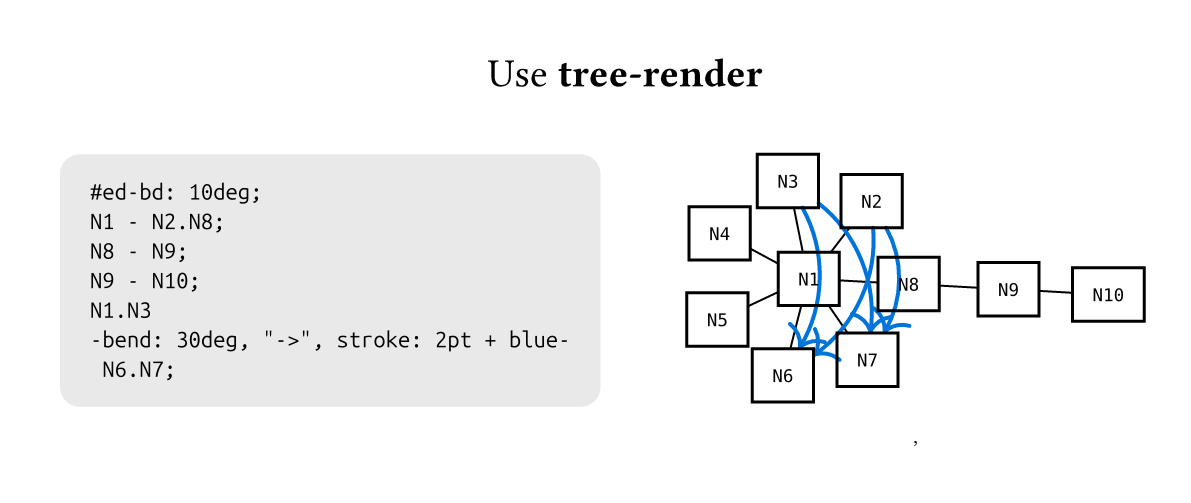 Use tree-render
#ed-bd: 10deg;
N1 - N2.N8;
N8 - N9;
N9 - N10;
N1.N3
-bend: 30deg, "->", stroke: 2pt + blue-
N6.N7;
N3
N2
N4
N1
N8
N9
N10
N5
N7
N6
,